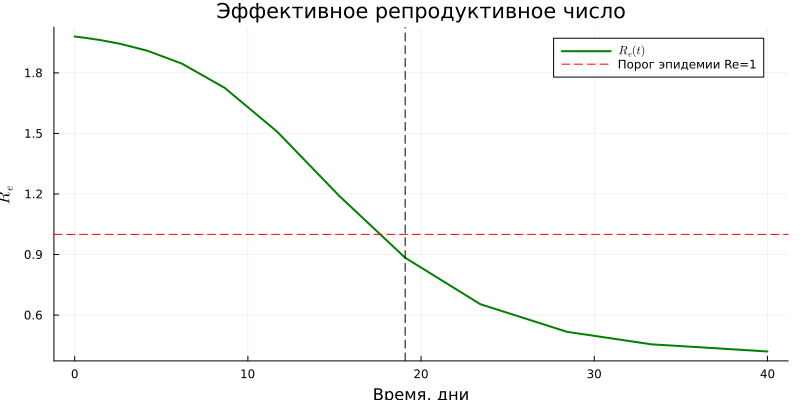 Эффективное репродуктивное число
R_e(t)
Порог эпидемии Re=1
1.8
1.5
1.2
0.9
0.6
R_e
0 10 20 30 40
Время, дни